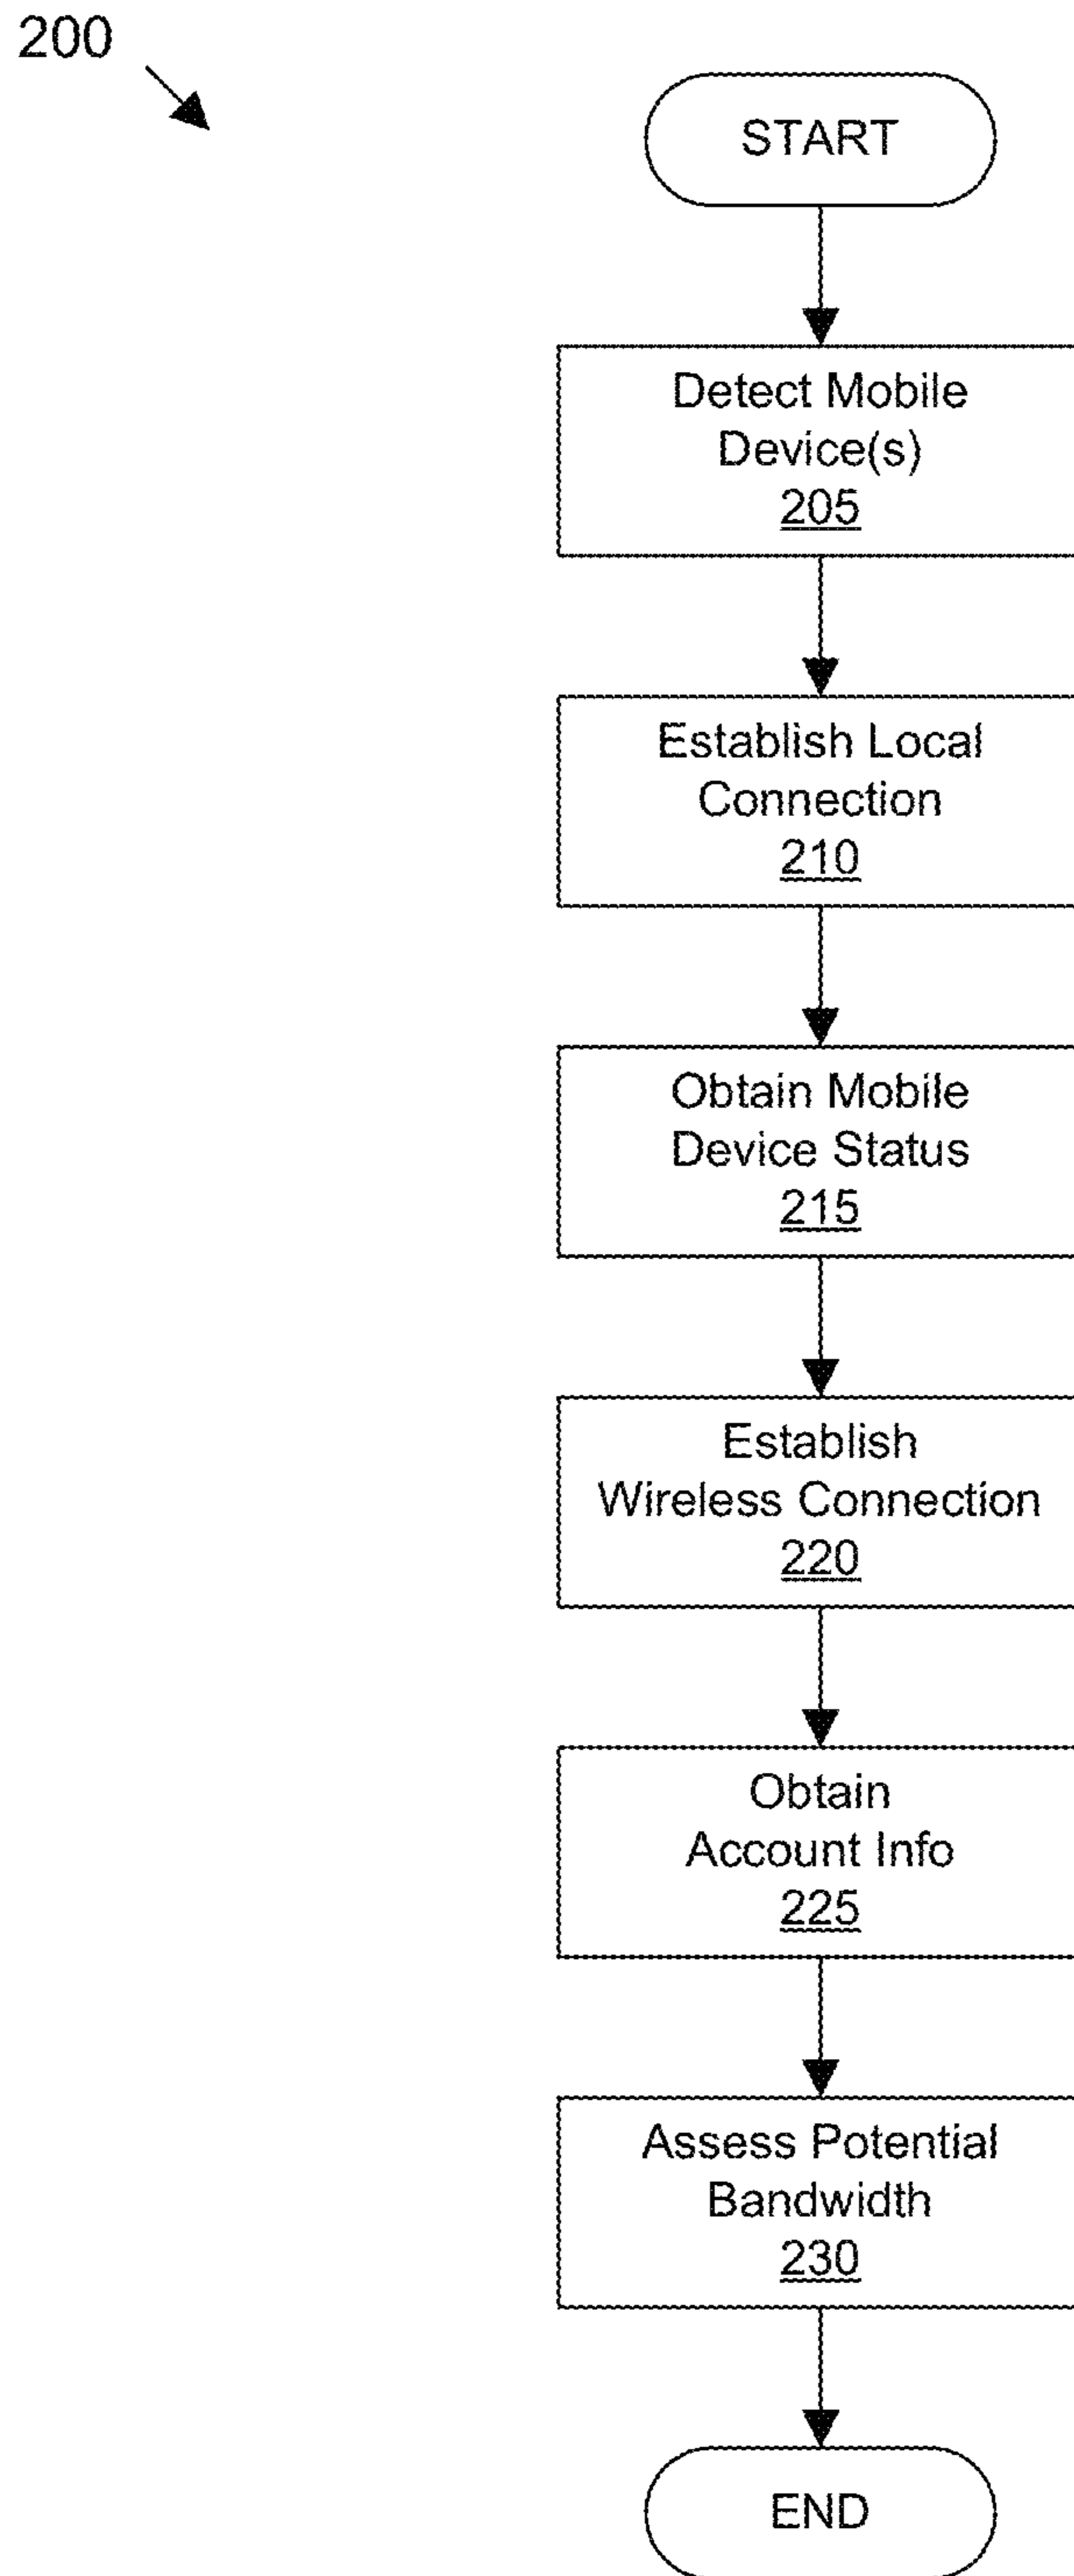 200
START
Detect Mobile
Device(s)
205
Establish Local
Connection
210
Obtain Mobile
Device Status
215
Establish
Wireless Connection
220
Obtain
Account Info
225
Assess Potential
Bandwidth
230
END